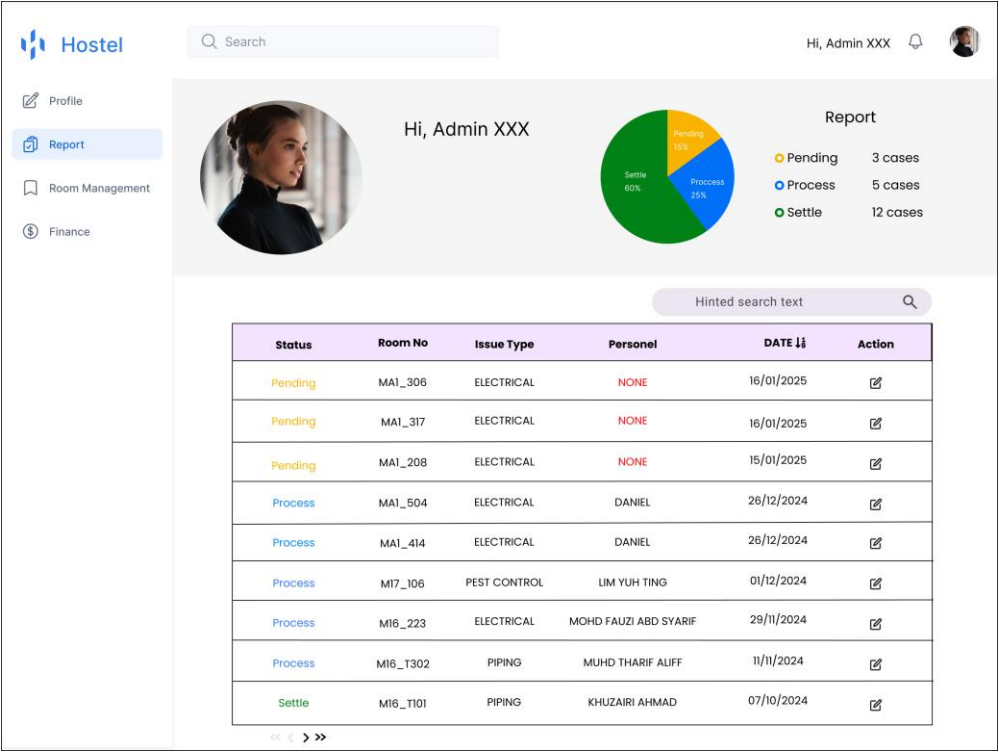 Hostel
Search
Hi, Admin XXX
Profile
Report
Room Management
Finance
Hi, Admin XXX
Pending
15%
Proccess
25%
Settle
60%
Report
Pending 3 cases
Process 5 cases
Settle 12 cases
Hinted search text
Status Room No Issue Type Personel DATE Action
Pending MA1_306 ELECTRICAL NONE 16/01/2025
Pending MA1_317 ELECTRICAL NONE 16/01/2025
Pending MA1_208 ELECTRICAL NONE 15/01/2025
Process MA1_504 ELECTRICAL DANIEL 26/12/2024
Process MA1_414 ELECTRICAL DANIEL 26/12/2024
Process M17_106 PEST CONTROL LIM YUH TING 01/12/2024
Process M16_223 ELECTRICAL MOHD FAUZI ABD SYARIF 29/11/2024
Process M16_T302 PIPING MUHD THARIF ALIFF 11/11/2024
Settle M16_T101 PIPING KHUZAIRI AHMAD 07/10/2024